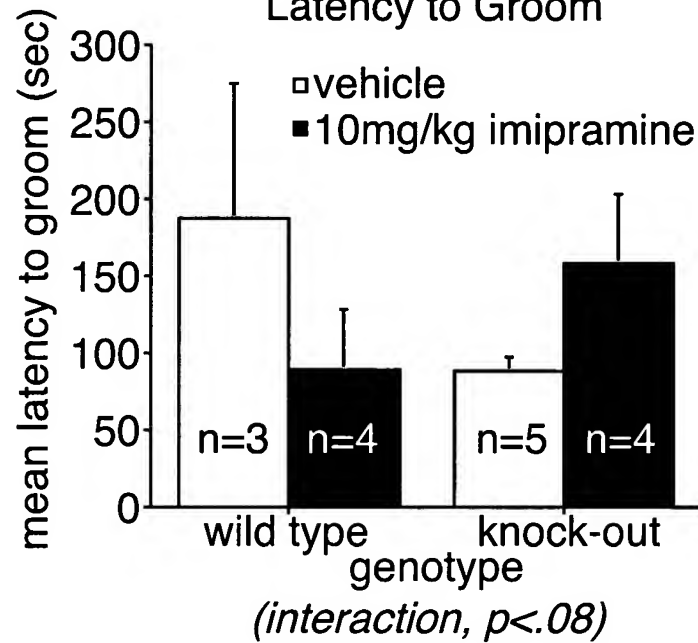 Latency to Groom
mean latency to groom (sec)
300
250
200
150
100
50
0
vehicle
10mg/kg imipramine
n=3
n=4
n=5
n=4
wild type
knock-out
genotype
(interaction, p<.08)